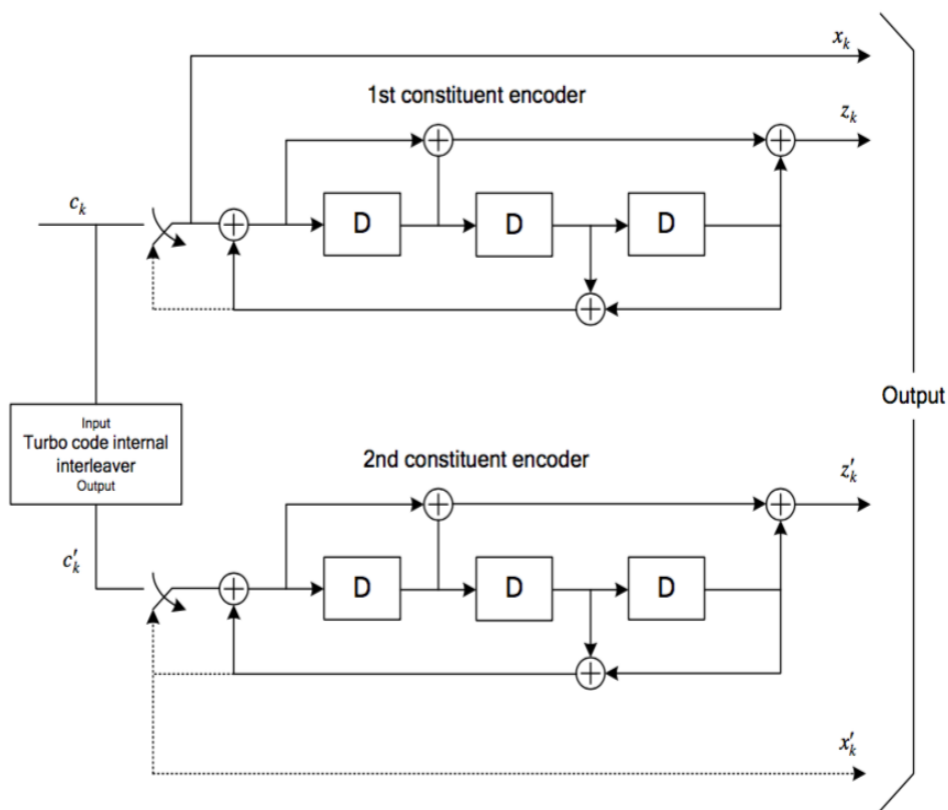 x_k
1st constituent encoder
z_k
c_k
D
D
D
Output
Input
Turbo code internal
interleaver
Output
2nd constituent encoder
z'_k
c'_k
D
D
D
x'_k